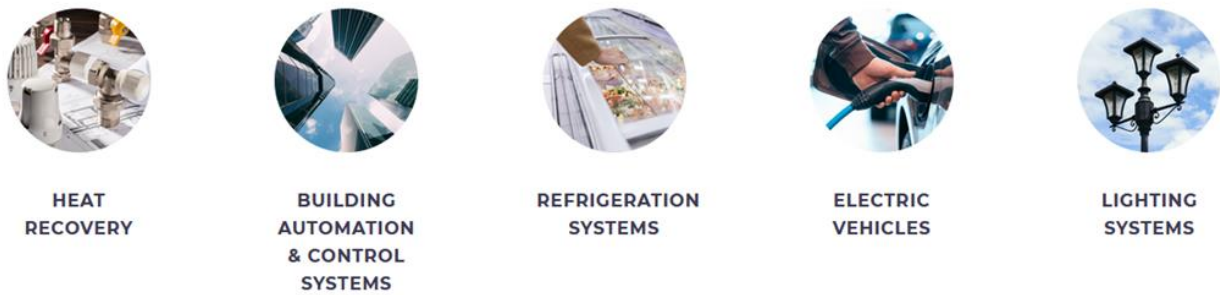 HEAT
RECOVERY
BUILDING
AUTOMATION
& CONTROL
SYSTEMS
REFRIGERATION
SYSTEMS
ELECTRIC
VEHICLES
LIGHTING
SYSTEMS